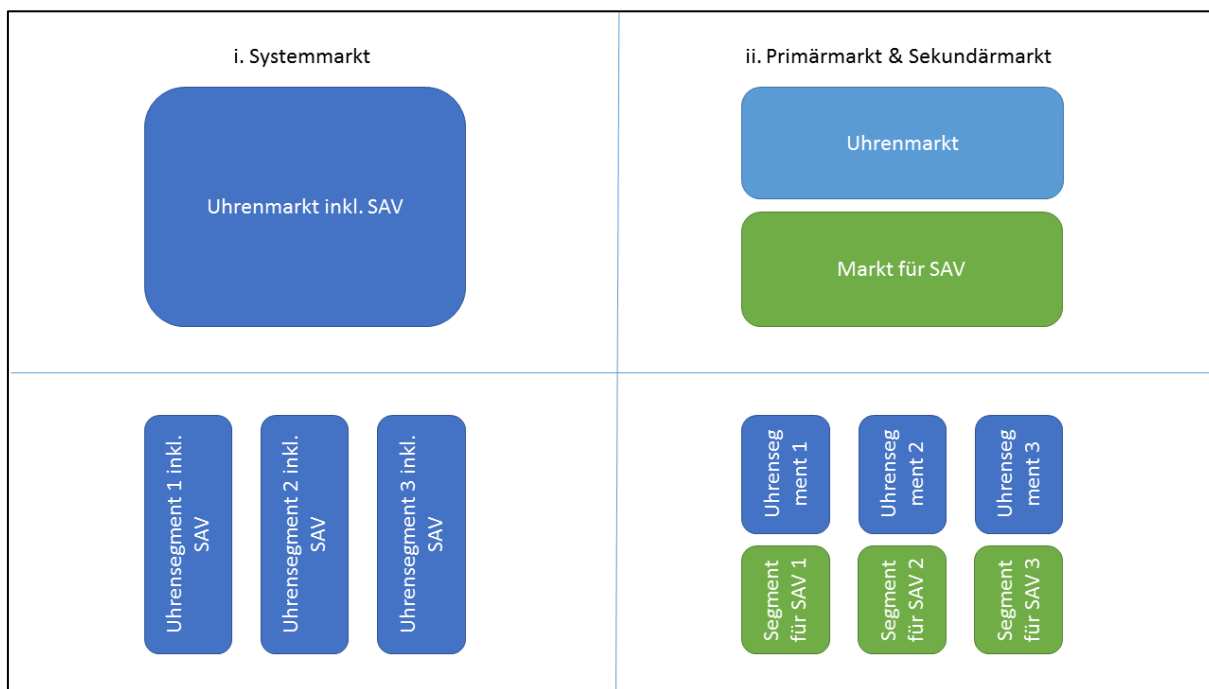 i. Systemmarkt
ii. Primärmarkt & Sekundärmarkt
Uhrenmarkt inkl. SAV
Uhrenmarkt
Markt für SAV
Uhrensegment 1 inkl.
SAV
Uhrensegment 2 inkl.
SAV
Uhrensegment 3 inkl.
SAV
Uhrenseg
ment 1
Uhrenseg
ment 2
Uhrenseg
ment 3
Segment
für SAV 1
Segment
für SAV 2
Segment
für SAV 3